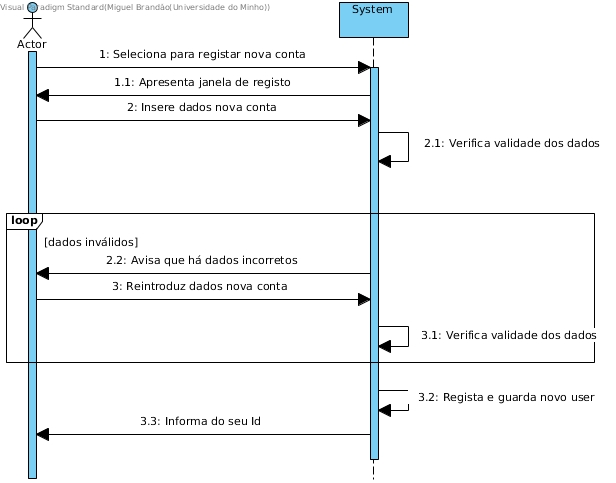 Visual Paradigm Standard(Miguel Brandão(Universidade do Minho))
System
Actor
1: Seleciona para registar nova conta
1.1: Apresenta janela de registo
2: Insere dados nova conta
2.1: Verifica validade dos dados
loop
[dados inválidos]
2.2: Avisa que há dados incorretos
3: Reintroduz dados nova conta
3.1: Verifica validade dos dados
3.2: Regista e guarda novo user
3.3: Informa do seu Id